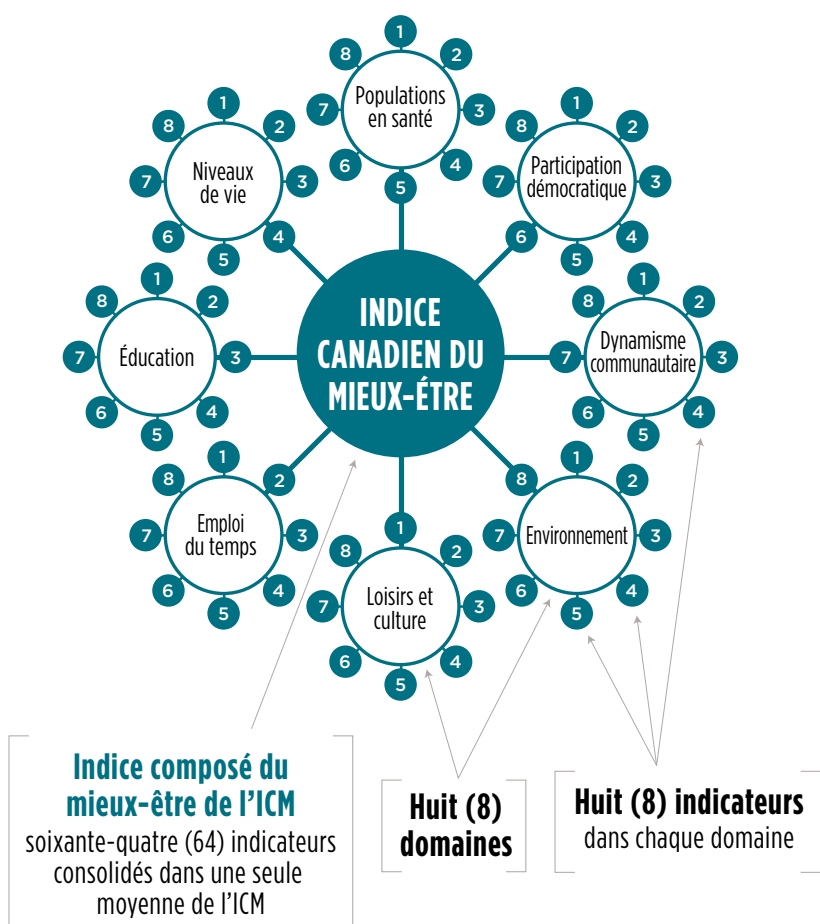 1
8
2
Populations
en santé
7
3
6
4
5
1
8
2
Niveaux
de vie
7
3
6
4
5
1
8
2
Participation
démocratique
7
3
6
4
5
1
8
2
Éducation
7
3
6
4
5
INDICE
CANADIEN DU
MIEUX-ÉTRE
1
8
2
Dynamisme
communautaire
7
3
6
4
5
1
8
2
Emploi
du temps
7
3
6
4
5
1
8
2
Loisirs et
culture
7
3
6
4
5
1
8
2
Environnement
7
3
6
4
5
Indice composé du
mieux-être de l’ICM
soixante-quatre (64) indicateurs
consolidés dans une seule
moyenne de l’ICM
Huit (8)
domaines
Huit (8) indicateurs
dans chaque domaine